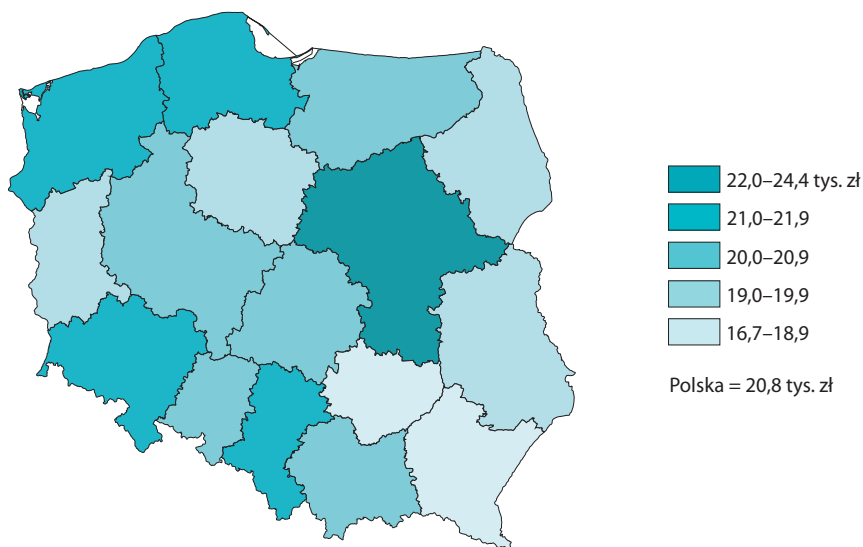 22,0–24,4 tys. zł
21,0–21,9
20,0–20,9
19,0–19,9
16,7–18,9
Polska = 20,8 tys. zł